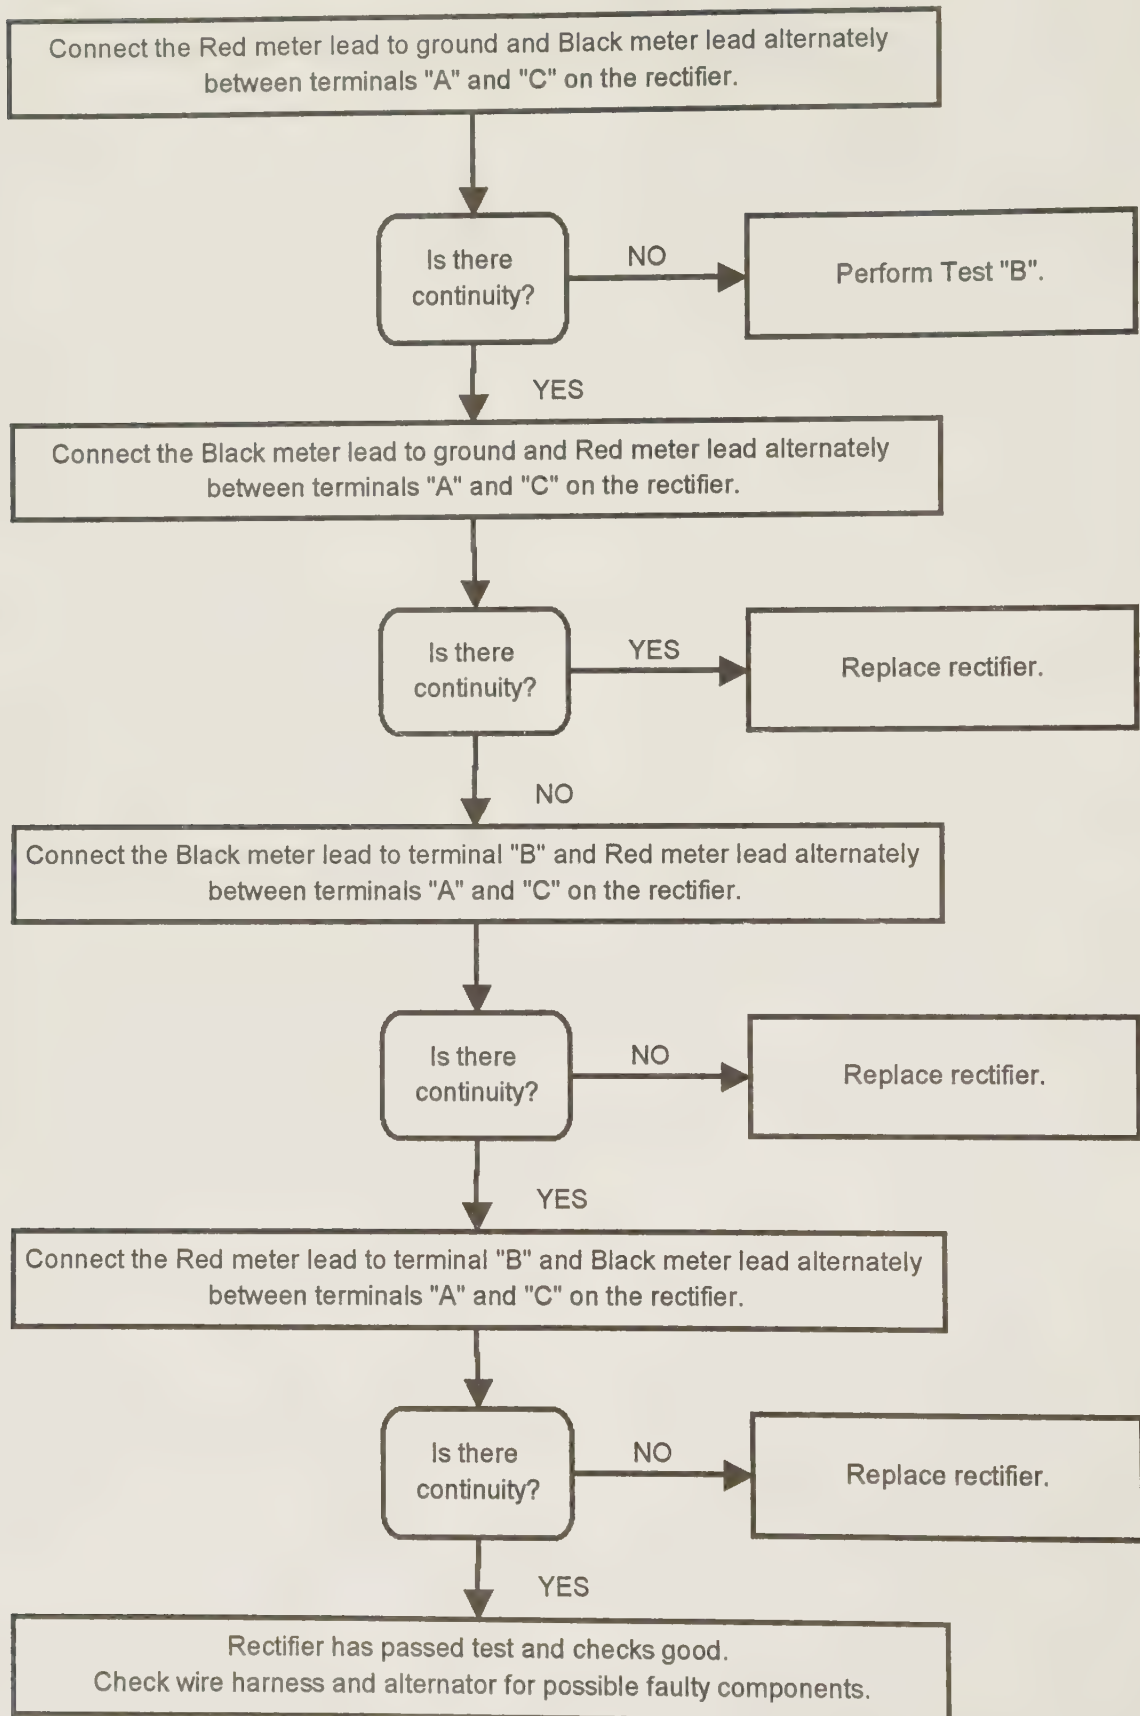 Connect the Red meter lead to ground and Black meter lead alternately
between terminals "A" and "C" on the rectifier.
Is there
continuity?
NO
Perform Test "B".
YES
Connect the Black meter lead to ground and Red meter lead alternately
between terminals "A" and "C" on the rectifier.
Is there
continuity?
YES
Replace rectifier.
NO
Connect the Black meter lead to terminal "B" and Red meter lead alternately
between terminals "A" and "C" on the rectifier.
Is there
continuity?
NO
Replace rectifier.
YES
Connect the Red meter lead to terminal "B" and Black meter lead alternately
between terminals "A" and "C" on the rectifier.
Is there
continuity?
NO
Replace rectifier.
YES
Rectifier has passed test and checks good.
Check wire harness and alternator for possible faulty components.